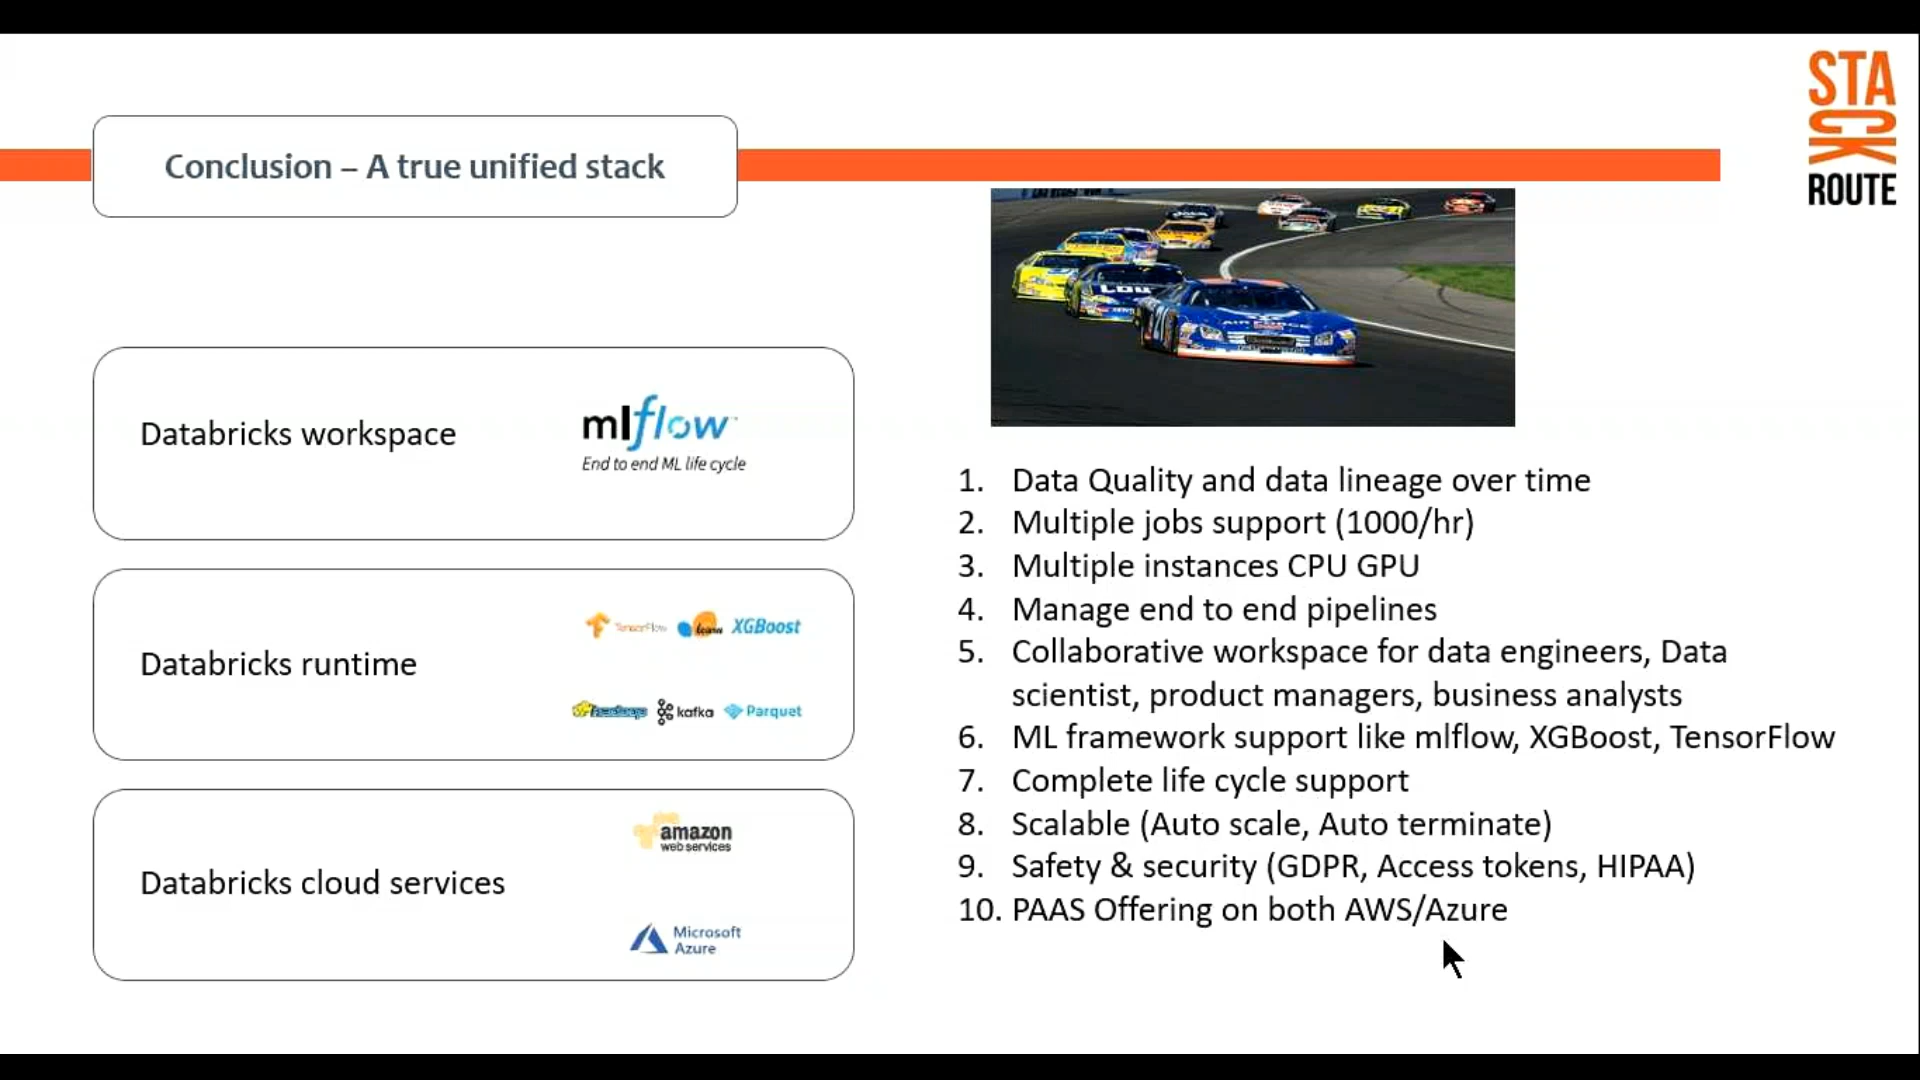 STA
CK
ROUTE
Conclusion – A true unified stack
Databricks workspace
mlflow
End to end ML life cycle
Databricks runtime
TensorFlow learn XGBoost
hadoop kafka Parquet
Databricks cloud services
amazon
web services
Microsoft
Azure
AIR FORCE
1. Data Quality and data lineage over time
2. Multiple jobs support (1000/hr)
3. Multiple instances CPU GPU
4. Manage end to end pipelines
5. Collaborative workspace for data engineers, Data
scientist, product managers, business analysts
6. ML framework support like mlflow, XGBoost, TensorFlow
7. Complete life cycle support
8. Scalable (Auto scale, Auto terminate)
9. Safety & security (GDPR, Access tokens, HIPAA)
10. PAAS Offering on both AWS/Azure